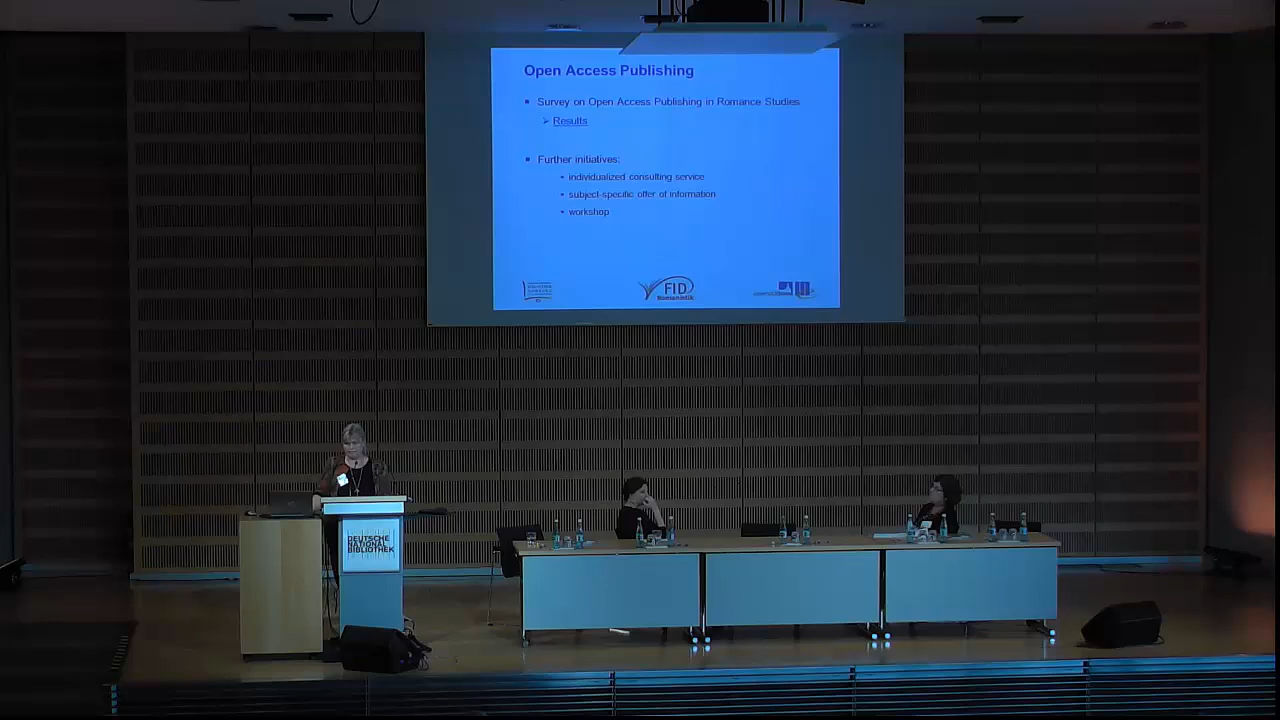 Open Access Publishing
▪ Survey on Open Access Publishing in Romance Studies
➢ Results
▪ Further initiatives:
• individualized consulting service
• subject-specific offer of information
• workshop
FID
Romanistik
DEUTSCHE
NATIONAL
BIBLIOTHEK